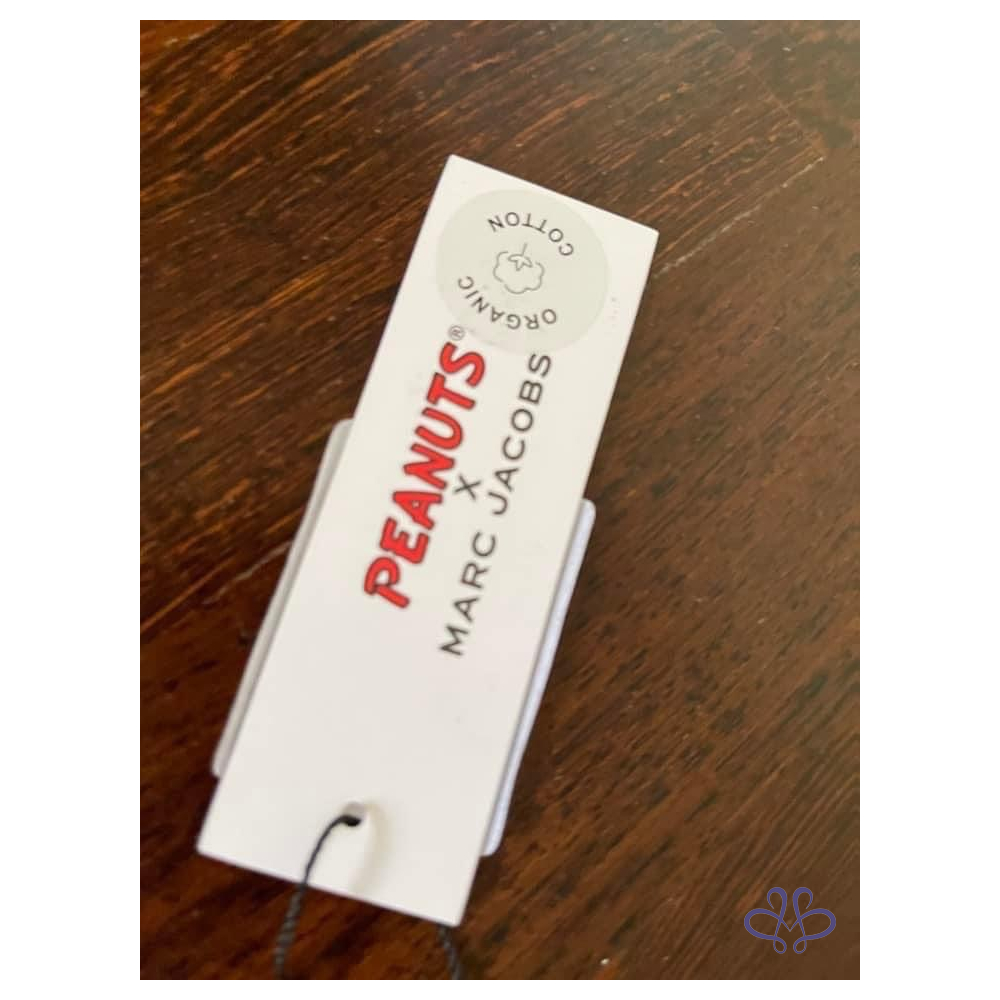 PEANUTS®
X
MARC JACOBS
ORGANIC
COTTON